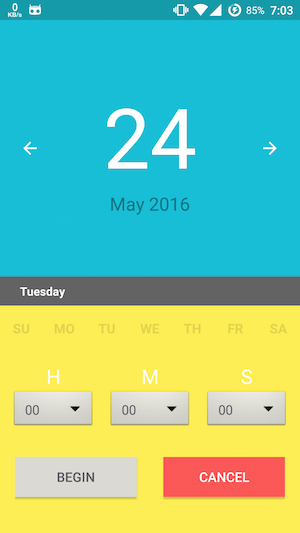 0 KB/s 85% 7:03
24
May 2016
Tuesday
SU MO TU WE TH FR SA
H M S
00 00 00
BEGIN CANCEL